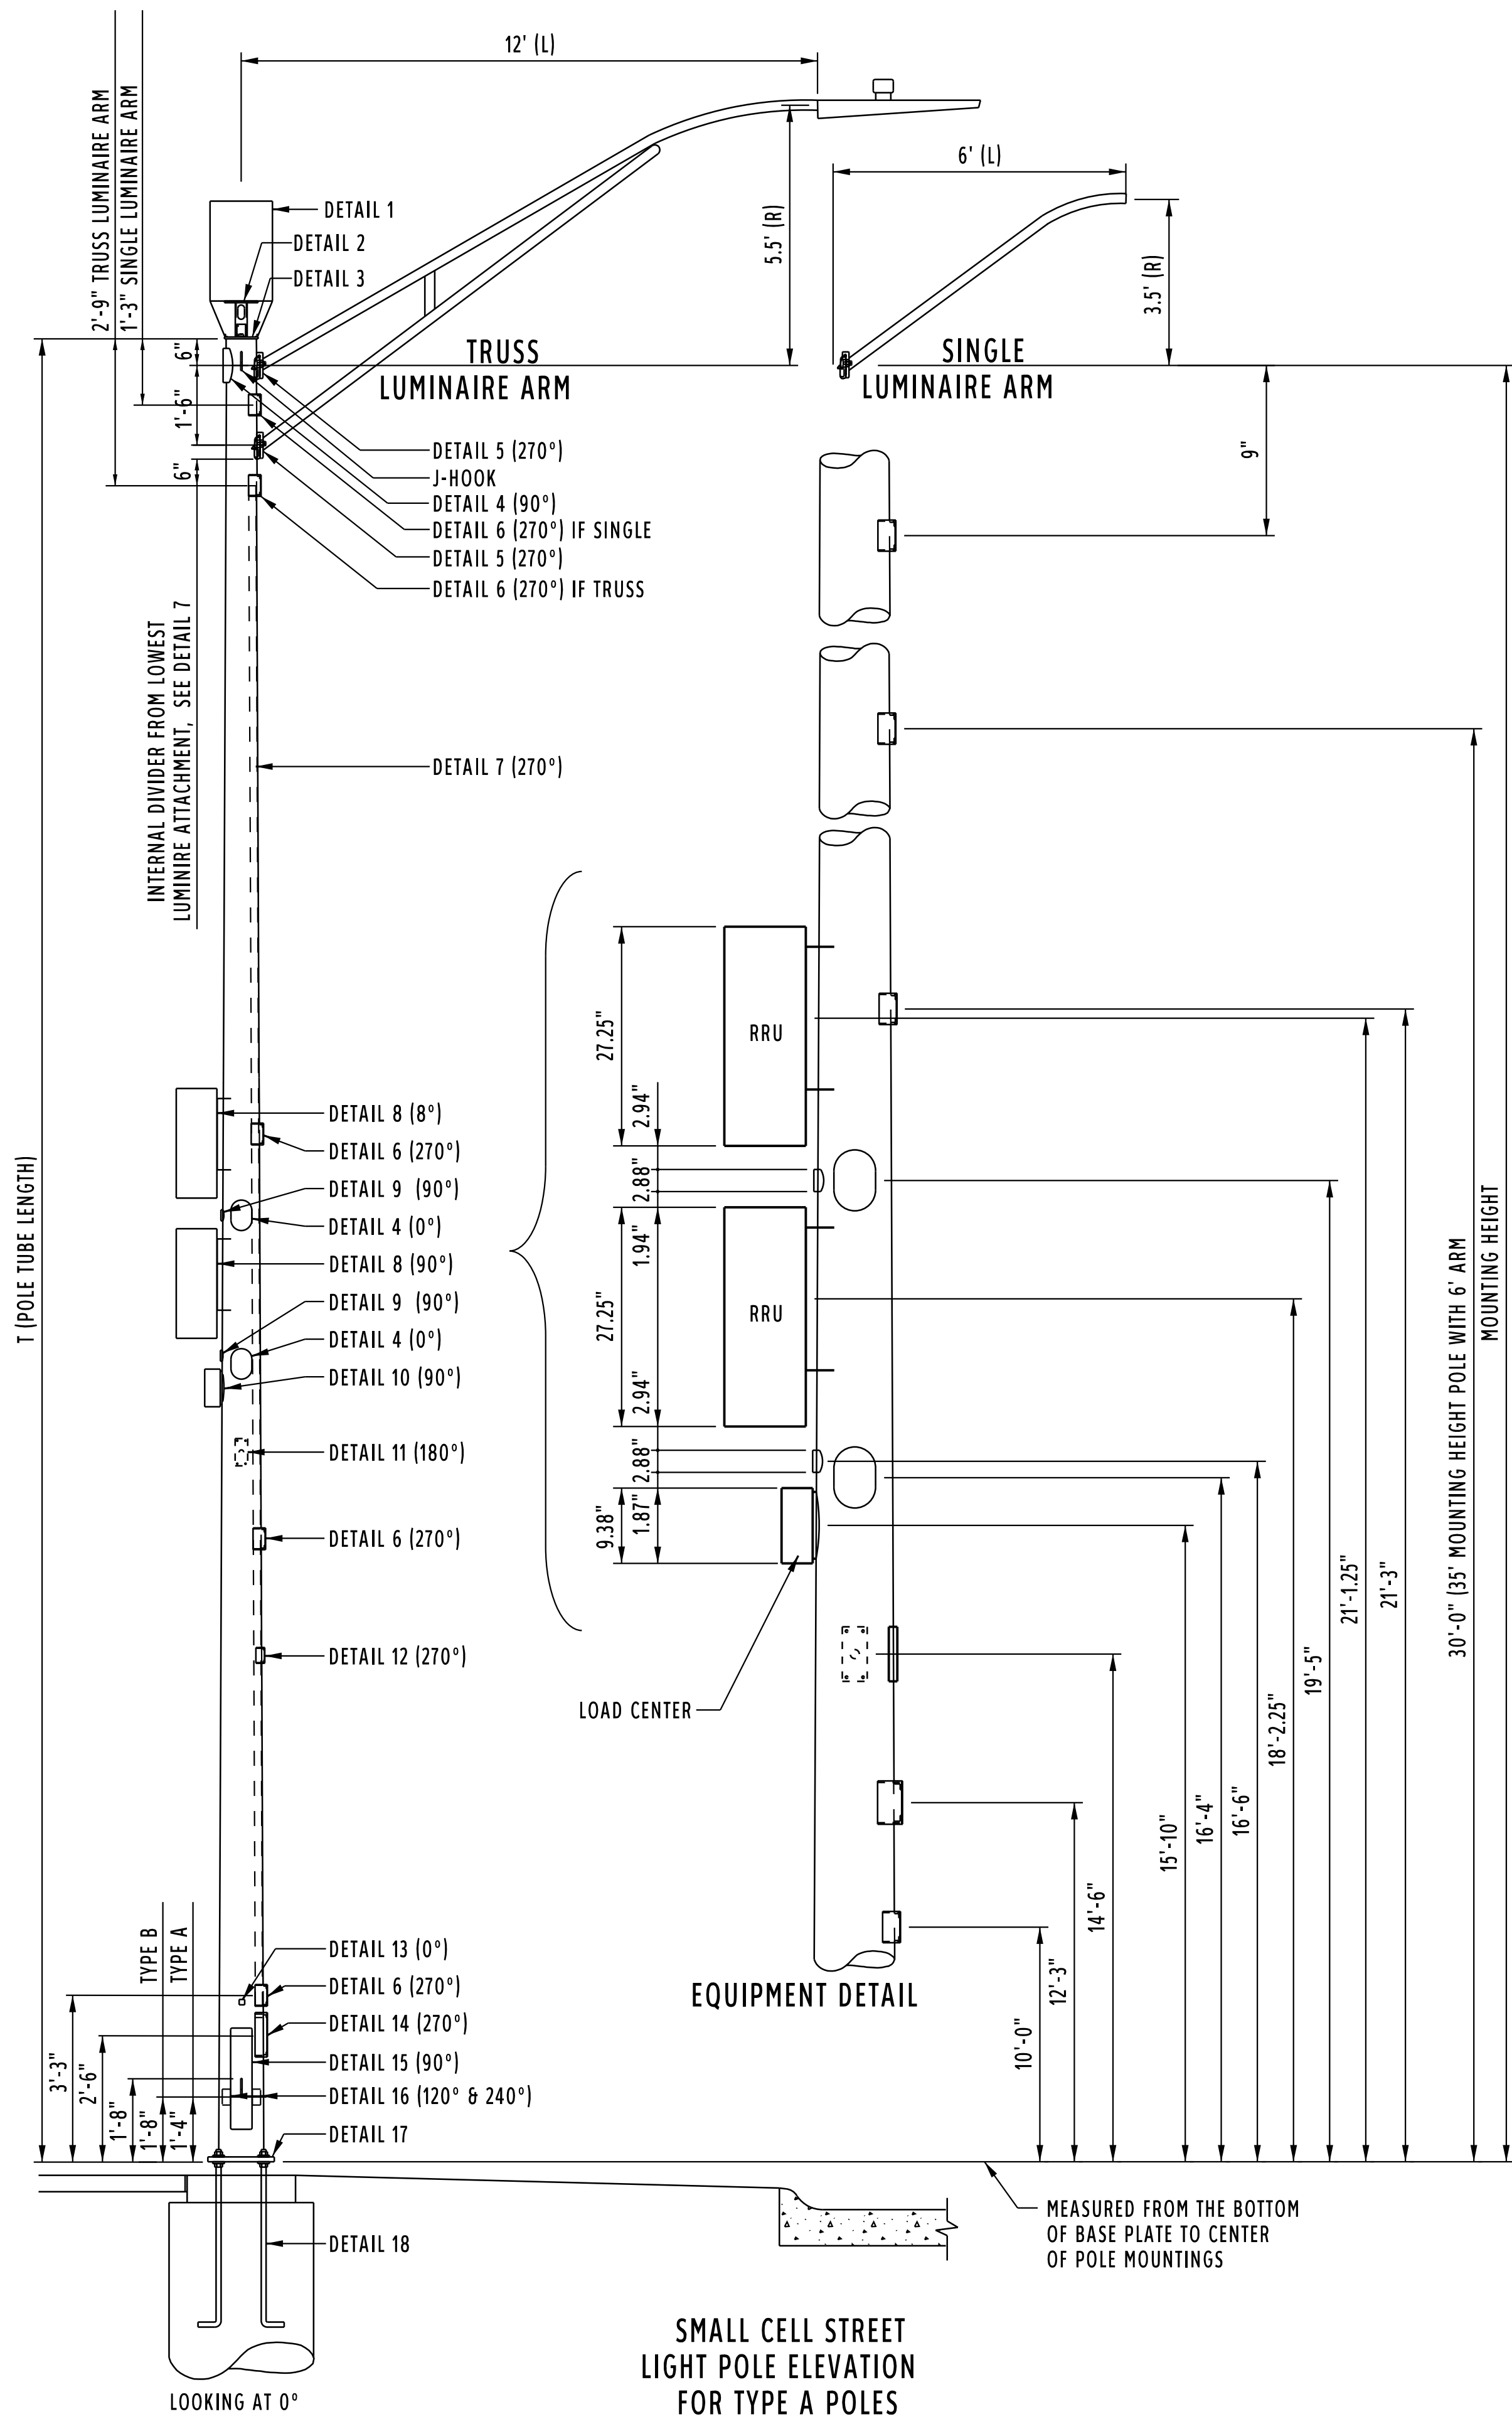 12' (L)
2'-9" TRUSS LUMINAIRE ARM
1'-3" SINGLE LUMINAIRE ARM
6' (L)
DETAIL 1
DETAIL 2
DETAIL 3
5.5' (R)
3.5' (R)
6"
1'-6"
6"
TRUSS
LUMINAIRE ARM
SINGLE
LUMINAIRE ARM
9"
DETAIL 5 (270°)
J-HOOK
DETAIL 4 (90°)
DETAIL 6 (270°) IF SINGLE
DETAIL 5 (270°)
DETAIL 6 (270°) IF TRUSS
INTERNAL DIVIDER FROM LOWEST
LUMINIRE ATTACHMENT, SEE DETAIL 7
DETAIL 7 (270°)
T (POLE TUBE LENGTH)
DETAIL 8 (8°)
DETAIL 6 (270°)
DETAIL 9 (90°)
DETAIL 4 (0°)
DETAIL 8 (90°)
DETAIL 9 (90°)
DETAIL 4 (0°)
DETAIL 10 (90°)
DETAIL 11 (180°)
DETAIL 6 (270°)
DETAIL 12 (270°)
27.25"
2.94"
2.88"
1.94"
27.25"
2.94"
2.88"
1.87"
9.38"
RRU
RRU
LOAD CENTER
EQUIPMENT DETAIL
10'-0"
12'-3"
14'-6"
15'-10"
16'-4"
16'-6"
18'-2.25"
19'-5"
21'-1.25"
21'-3"
30'-0" (35' MOUNTING HEIGHT POLE WITH 6' ARM
MOUNTING HEIGHT
TYPE B
TYPE A
DETAIL 13 (0°)
DETAIL 6 (270°)
DETAIL 14 (270°)
DETAIL 15 (90°)
DETAIL 16 (120° & 240°)
DETAIL 17
3'-3"
2'-6"
1'-8"
1'-8"
1'-4"
DETAIL 18
MEASURED FROM THE BOTTOM
OF BASE PLATE TO CENTER
OF POLE MOUNTINGS
LOOKING AT 0°
SMALL CELL STREET
LIGHT POLE ELEVATION
FOR TYPE A POLES